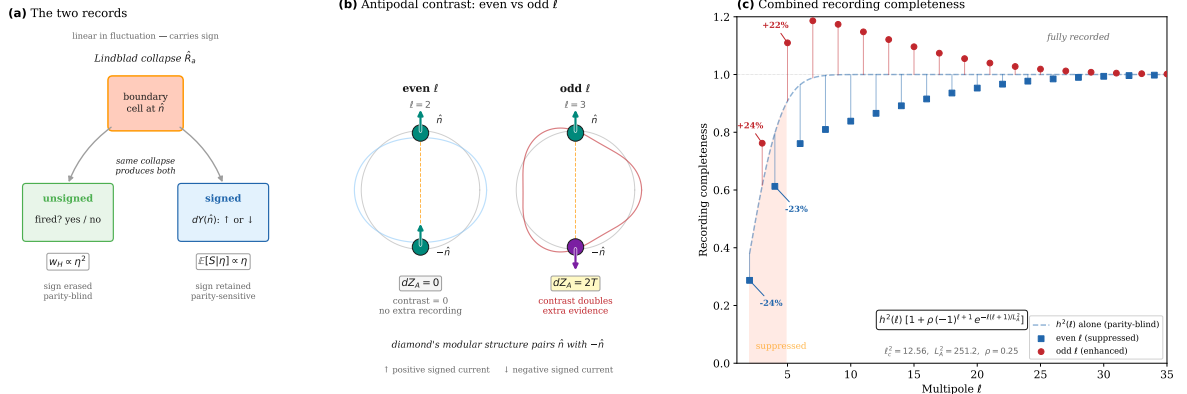 (a) The two records
linear in fluctuation — carries sign
Lindblad collapse R̂ₐ
boundary
cell at n̂
same collapse
produces both
unsigned
fired? yes / no
signed
dY(n̂): ↑ or ↓
w_H ∝ η²
𝔼[S|η] ∝ η
sign erased
parity-blind
sign retained
parity-sensitive
(b) Antipodal contrast: even vs odd ℓ
even ℓ
ℓ = 2
n̂
−n̂
dZ_A = 0
contrast = 0
no extra recording
odd ℓ
ℓ = 3
n̂
−n̂
dZ_A = 2T
contrast doubles
extra evidence
diamond's modular structure pairs n̂ with −n̂
↑ positive signed current ↓ negative signed current
(c) Combined recording completeness
Recording completeness
1.2
1.0
0.8
0.6
0.4
0.2
0.0
+22%
+24%
-23%
-24%
fully recorded
suppressed
h²(ℓ) [1 + ρ (−1)^{ℓ+1} e^{−ℓ(ℓ+1)/L_A²}]
ℓ_c² = 12.56, L_A² = 251.2, ρ = 0.25
h²(ℓ) alone (parity-blind)
even ℓ (suppressed)
odd ℓ (enhanced)
5 10 15 20 25 30 35
Multipole ℓ